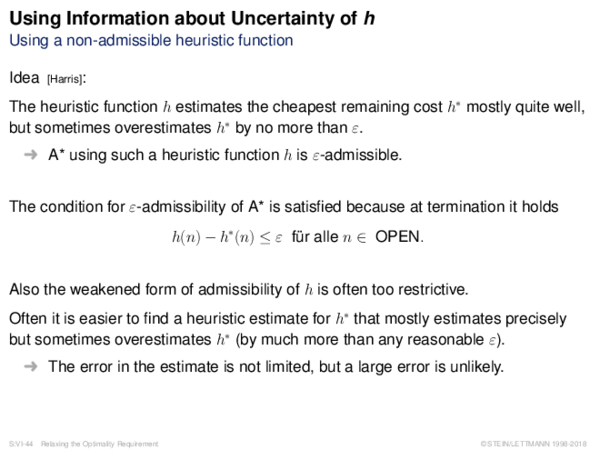 Using Information about Uncertainty of h
Using a non-admissible heuristic function
Idea [Harris]:
The heuristic function h estimates the cheapest remaining cost h* mostly quite well,
but sometimes overestimates h* by no more than ε.
➜ A* using such a heuristic function h is ε-admissible.
The condition for ε-admissibility of A* is satisfied because at termination it holds
h(n) − h*(n) ≤ ε für alle n ∈ OPEN.
Also the weakened form of admissibility of h is often too restrictive.
Often it is easier to find a heuristic estimate for h* that mostly estimates precisely
but sometimes overestimates h* (by much more than any reasonable ε).
➜ The error in the estimate is not limited, but a large error is unlikely.
S:VI-44 Relaxing the Optimality Requirement © STEIN/LETTMANN 1998-2018